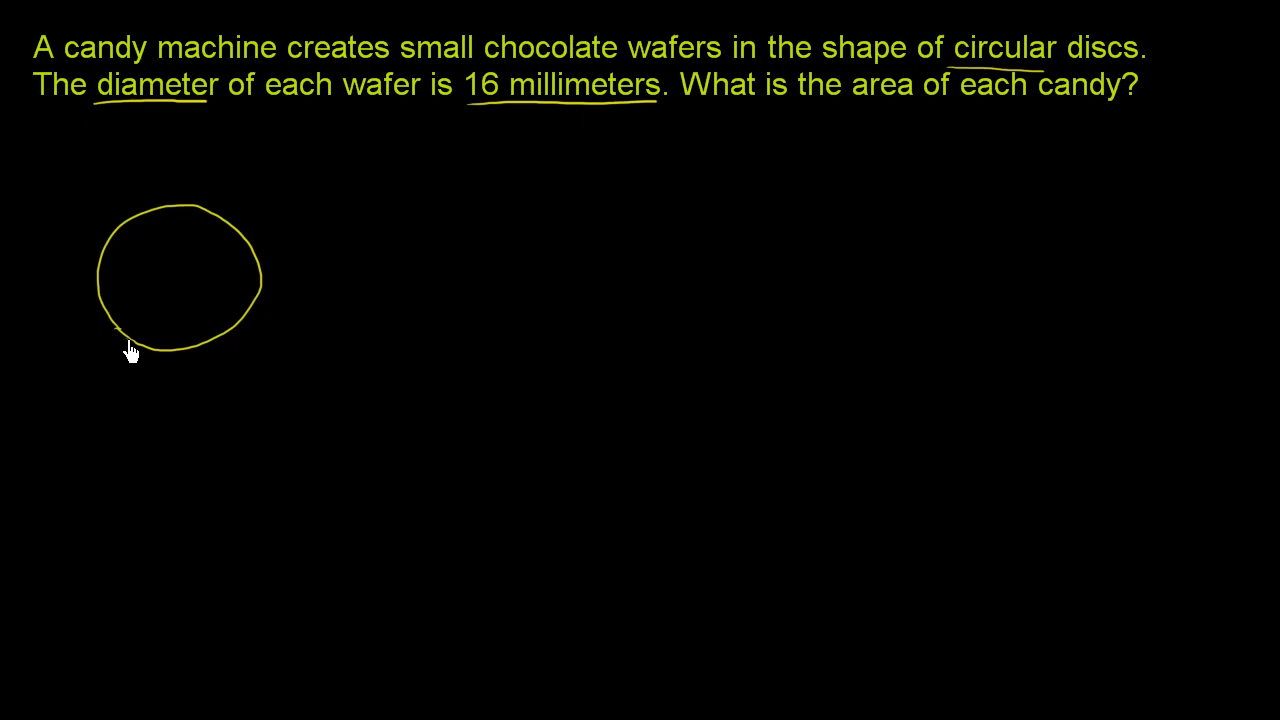 A candy machine creates small chocolate wafers in the shape of circular discs.
The diameter of each wafer is 16 millimeters. What is the area of each candy?